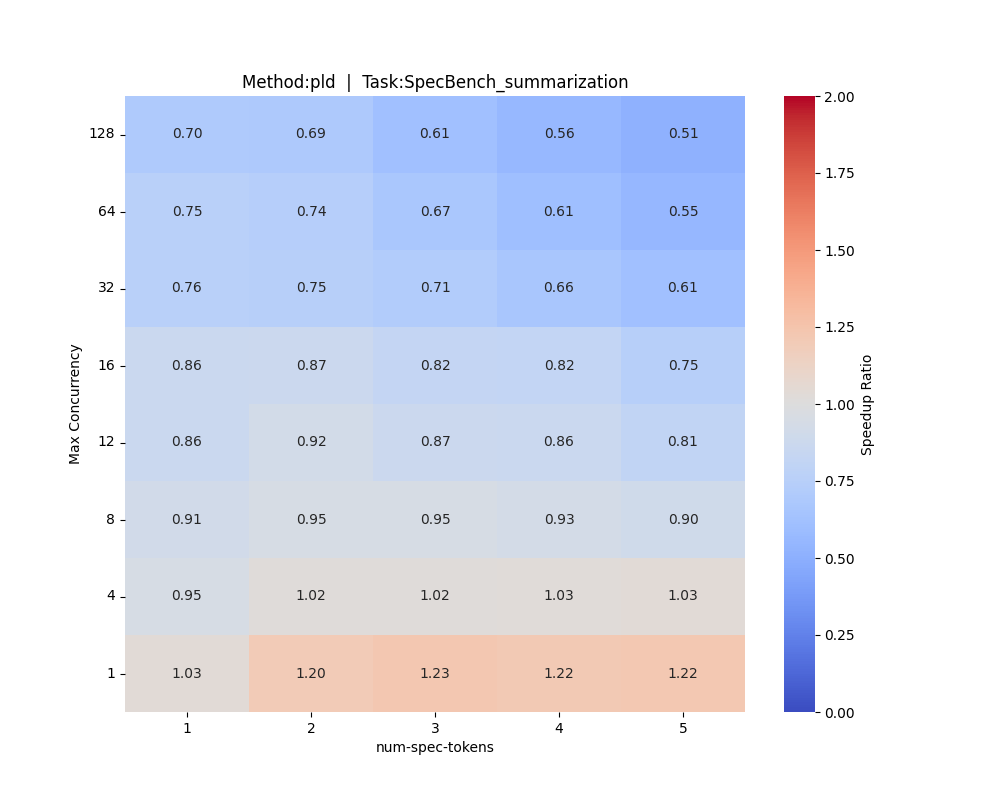 Method:pld | Task:SpecBench_summarization
128 0.70 0.69 0.61 0.56 0.51
64 0.75 0.74 0.67 0.61 0.55
32 0.76 0.75 0.71 0.66 0.61
16 0.86 0.87 0.82 0.82 0.75
12 0.86 0.92 0.87 0.86 0.81
8 0.91 0.95 0.95 0.93 0.90
4 0.95 1.02 1.02 1.03 1.03
1 1.03 1.20 1.23 1.22 1.22
1 2 3 4 5
num-spec-tokens
Max Concurrency
2.00
1.75
1.50
1.25
1.00
0.75
0.50
0.25
0.00
Speedup Ratio